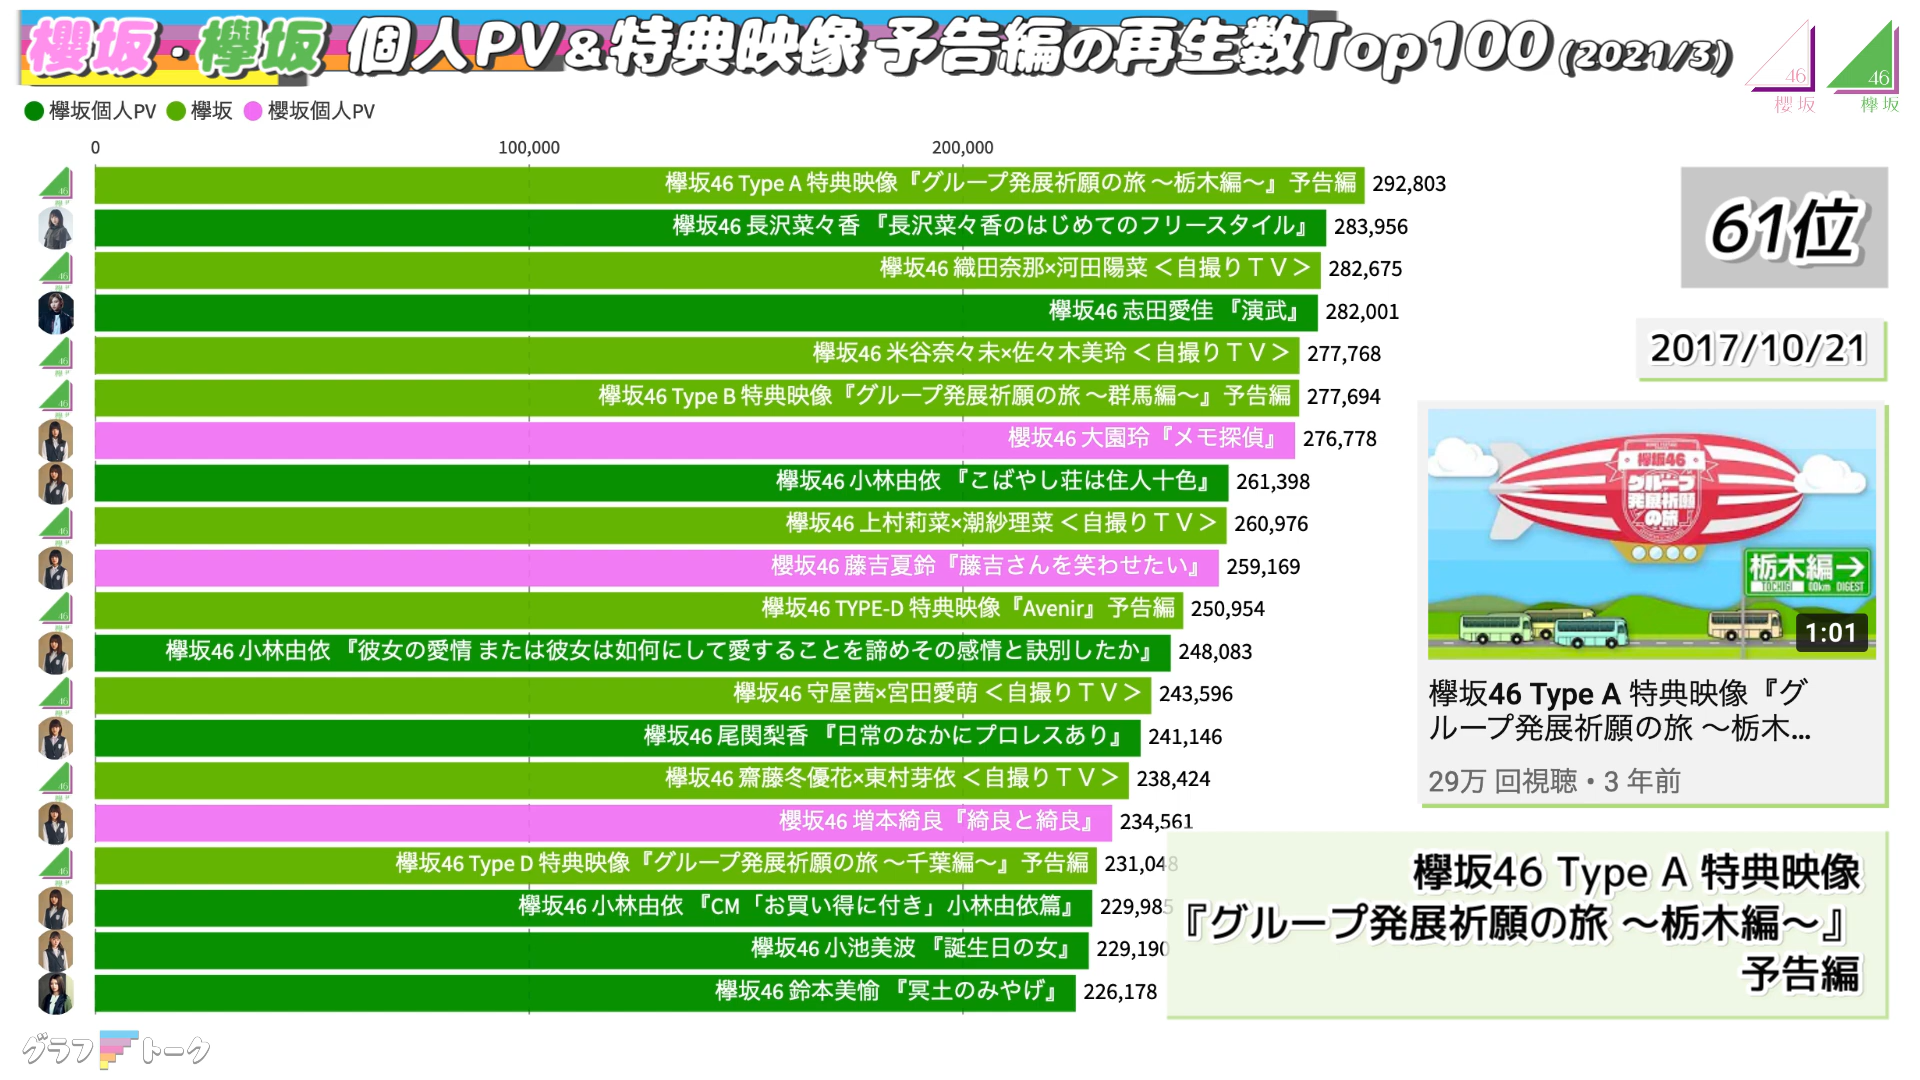 櫻坂・欅坂 個人PV&特典映像 予告編の再生数Top100 (2021/3)
46
櫻坂
46
欅坂
欅坂個人PV 欅坂 櫻坂個人PV
0 100,000 200,000
欅坂46 Type A 特典映像『グループ発展祈願の旅 ～栃木編～』予告編 292,803
欅坂46 長沢菜々香 『長沢菜々香のはじめてのフリースタイル』 283,956
欅坂46 織田奈那×河田陽菜 ＜自撮りＴＶ＞ 282,675
欅坂46 志田愛佳 『演武』 282,001
欅坂46 米谷奈々未×佐々木美玲 ＜自撮りＴＶ＞ 277,768
欅坂46 Type B 特典映像『グループ発展祈願の旅 ～群馬編～』予告編 277,694
櫻坂46 大園玲『メモ探偵』 276,778
欅坂46 小林由依 『こばやし荘は住人十色』 261,398
欅坂46 上村莉菜×潮紗理菜 ＜自撮りＴＶ＞ 260,976
櫻坂46 藤吉夏鈴『藤吉さんを笑わせたい』 259,169
欅坂46 TYPE-D 特典映像『Avenir』予告編 250,954
欅坂46 小林由依 『彼女の愛情 または彼女は如何にして愛することを諦めその感情と訣別したか』 248,083
欅坂46 守屋茜×宮田愛萌 ＜自撮りＴＶ＞ 243,596
欅坂46 尾関梨香 『日常のなかにプロレスあり』 241,146
欅坂46 齋藤冬優花×東村芽依 ＜自撮りＴＶ＞ 238,424
櫻坂46 増本綺良『綺良と綺良』 234,561
欅坂46 Type D 特典映像『グループ発展祈願の旅 ～千葉編～』予告編 231,048
欅坂46 小林由依 『CM「お買い得に付き」小林由依篇』 229,985
欅坂46 小池美波 『誕生日の女』 229,190
欅坂46 鈴本美愉 『冥土のみやげ』 226,178
61位
2017/10/21
欅坂46
グループ
発展祈願
の旅
栃木編→
TOCHIGI 00km DIGEST
1:01
欅坂46 Type A 特典映像『グ
ループ発展祈願の旅 ～栃木...
29万 回視聴・3 年前
欅坂46 Type A 特典映像
『グループ発展祈願の旅 ～栃木編～』
予告編
グラフトーク